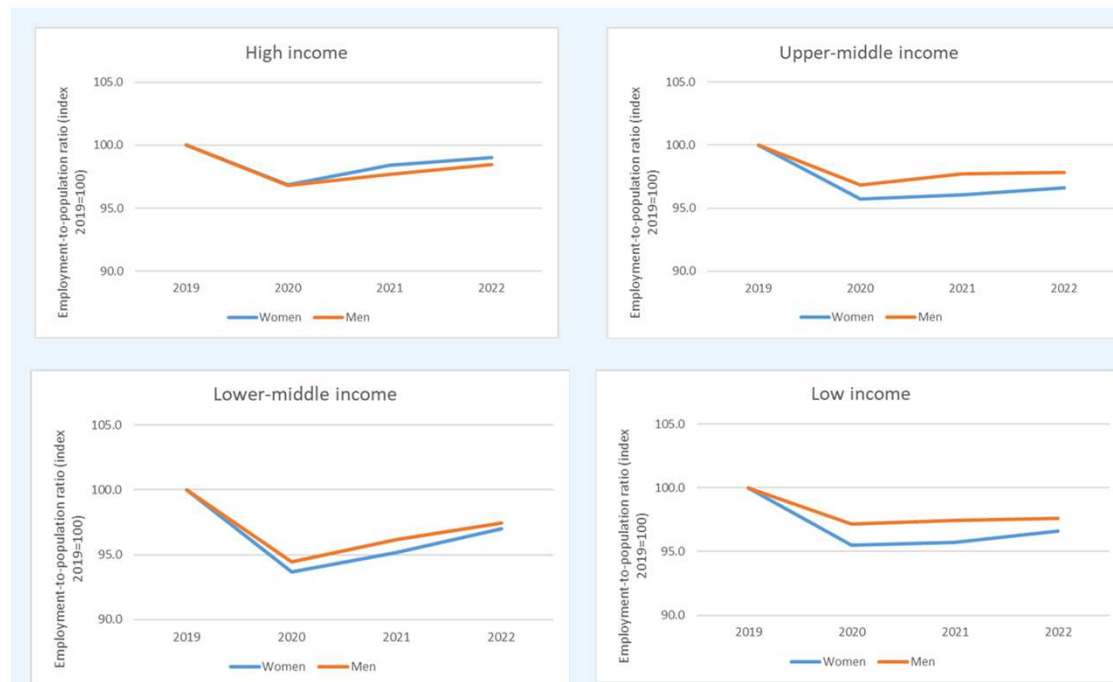 High income
Employment-to-population ratio (index
2019=100)
105.0
100.0
95.0
90.0
2019 2020 2021 2022
Women Men
Upper-middle income
Employment-to-population ratio (index
2019=100)
105.0
100.0
95.0
90.0
2019 2020 2021 2022
Women Men
Lower-middle income
Employment-to-population ratio (index
2019=100)
105.0
100.0
95.0
90.0
2019 2020 2021 2022
Women Men
Low income
Employment-to-population ratio (index
2019=100)
105.0
100.0
95.0
90.0
2019 2020 2021 2022
Women Men